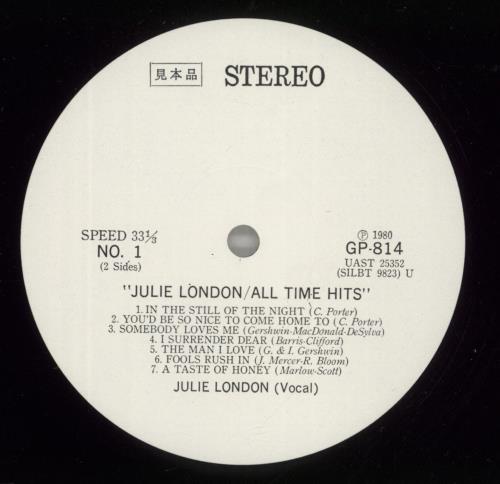 見本品 STEREO
SPEED 33⅓
NO. 1
(2 Sides)
Ⓟ 1980
GP-814
UAST 25352
(SILBT 9823) U
"JULIE LONDON/ALL TIME HITS"
1. IN THE STILL OF THE NIGHT (C. Porter)
2. YOU'D BE SO NICE TO COME HOME TO (C. Porter)
3. SOMEBODY LOVES ME (Gershwin-MacDonald-DeSylva)
4. I SURRENDER DEAR (Barris-Clifford)
5. THE MAN I LOVE (G. & I. Gershwin)
6. FOOLS RUSH IN (J. Mercer-R. Bloom)
7. A TASTE OF HONEY (Marlow-Scott)
JULIE LONDON (Vocal)